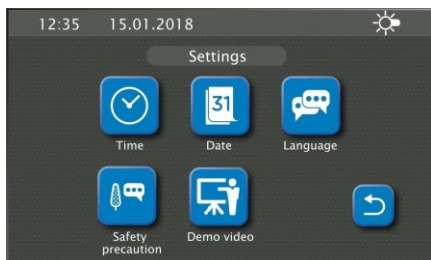 12:35 15.01.2018
Settings
31
Time Date Language
Safety
precaution
Demo video